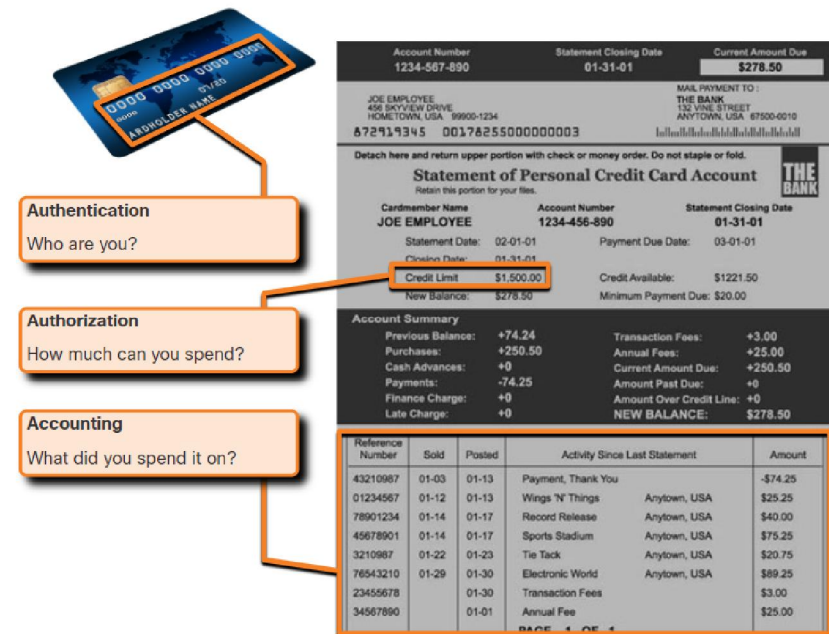 0000 0000 0000 0000
0000
01/20
ARDHOLDER NAME
Authentication
Who are you?
Authorization
How much can you spend?
Accounting
What did you spend it on?
Account Number Statement Closing Date Current Amount Due
1234-567-890 01-31-01 $278.50
MAIL PAYMENT TO :
JOE EMPLOYEE THE BANK
456 SKYVIEW DRIVE 132 VINE STREET
HOMETOWN, USA 99900-1234 ANYTOWN, USA 67500-0010
872919345 00178255000000003
Detach here and return upper portion with check or money order. Do not staple or fold.
Statement of Personal Credit Card Account
Retain this portion for your files.
THE
BANK
Cardmember Name Account Number Statement Closing Date
JOE EMPLOYEE 1234-456-890 01-31-01
Statement Date: 02-01-01 Payment Due Date: 03-01-01
Closing Date: 01-31-01
Credit Limit $1,500.00 Credit Available: $1221.50
New Balance: $278.50 Minimum Payment Due: $20.00
Account Summary
Previous Balance: +74.24 Transaction Fees: +3.00
Purchases: +250.50 Annual Fees: +25.00
Cash Advances: +0 Current Amount Due: +250.50
Payments: -74.25 Amount Past Due: +0
Finance Charge: +0 Amount Over Credit Line: +0
Late Charge: +0 NEW BALANCE: $278.50
Reference
Number Sold Posted Activity Since Last Statement Amount
43210987 01-03 01-13 Payment, Thank You -$74.25
01234567 01-12 01-13 Wings 'N' Things Anytown, USA $25.25
78901234 01-14 01-17 Record Release Anytown, USA $40.00
45678901 01-14 01-17 Sports Stadium Anytown, USA $75.25
3210987 01-22 01-23 Tie Tack Anytown, USA $20.75
76543210 01-29 01-30 Electronic World Anytown, USA $89.25
23455678 01-30 Transaction Fees $3.00
34567890 01-01 Annual Fee $25.00
PAGE 1 OF 1